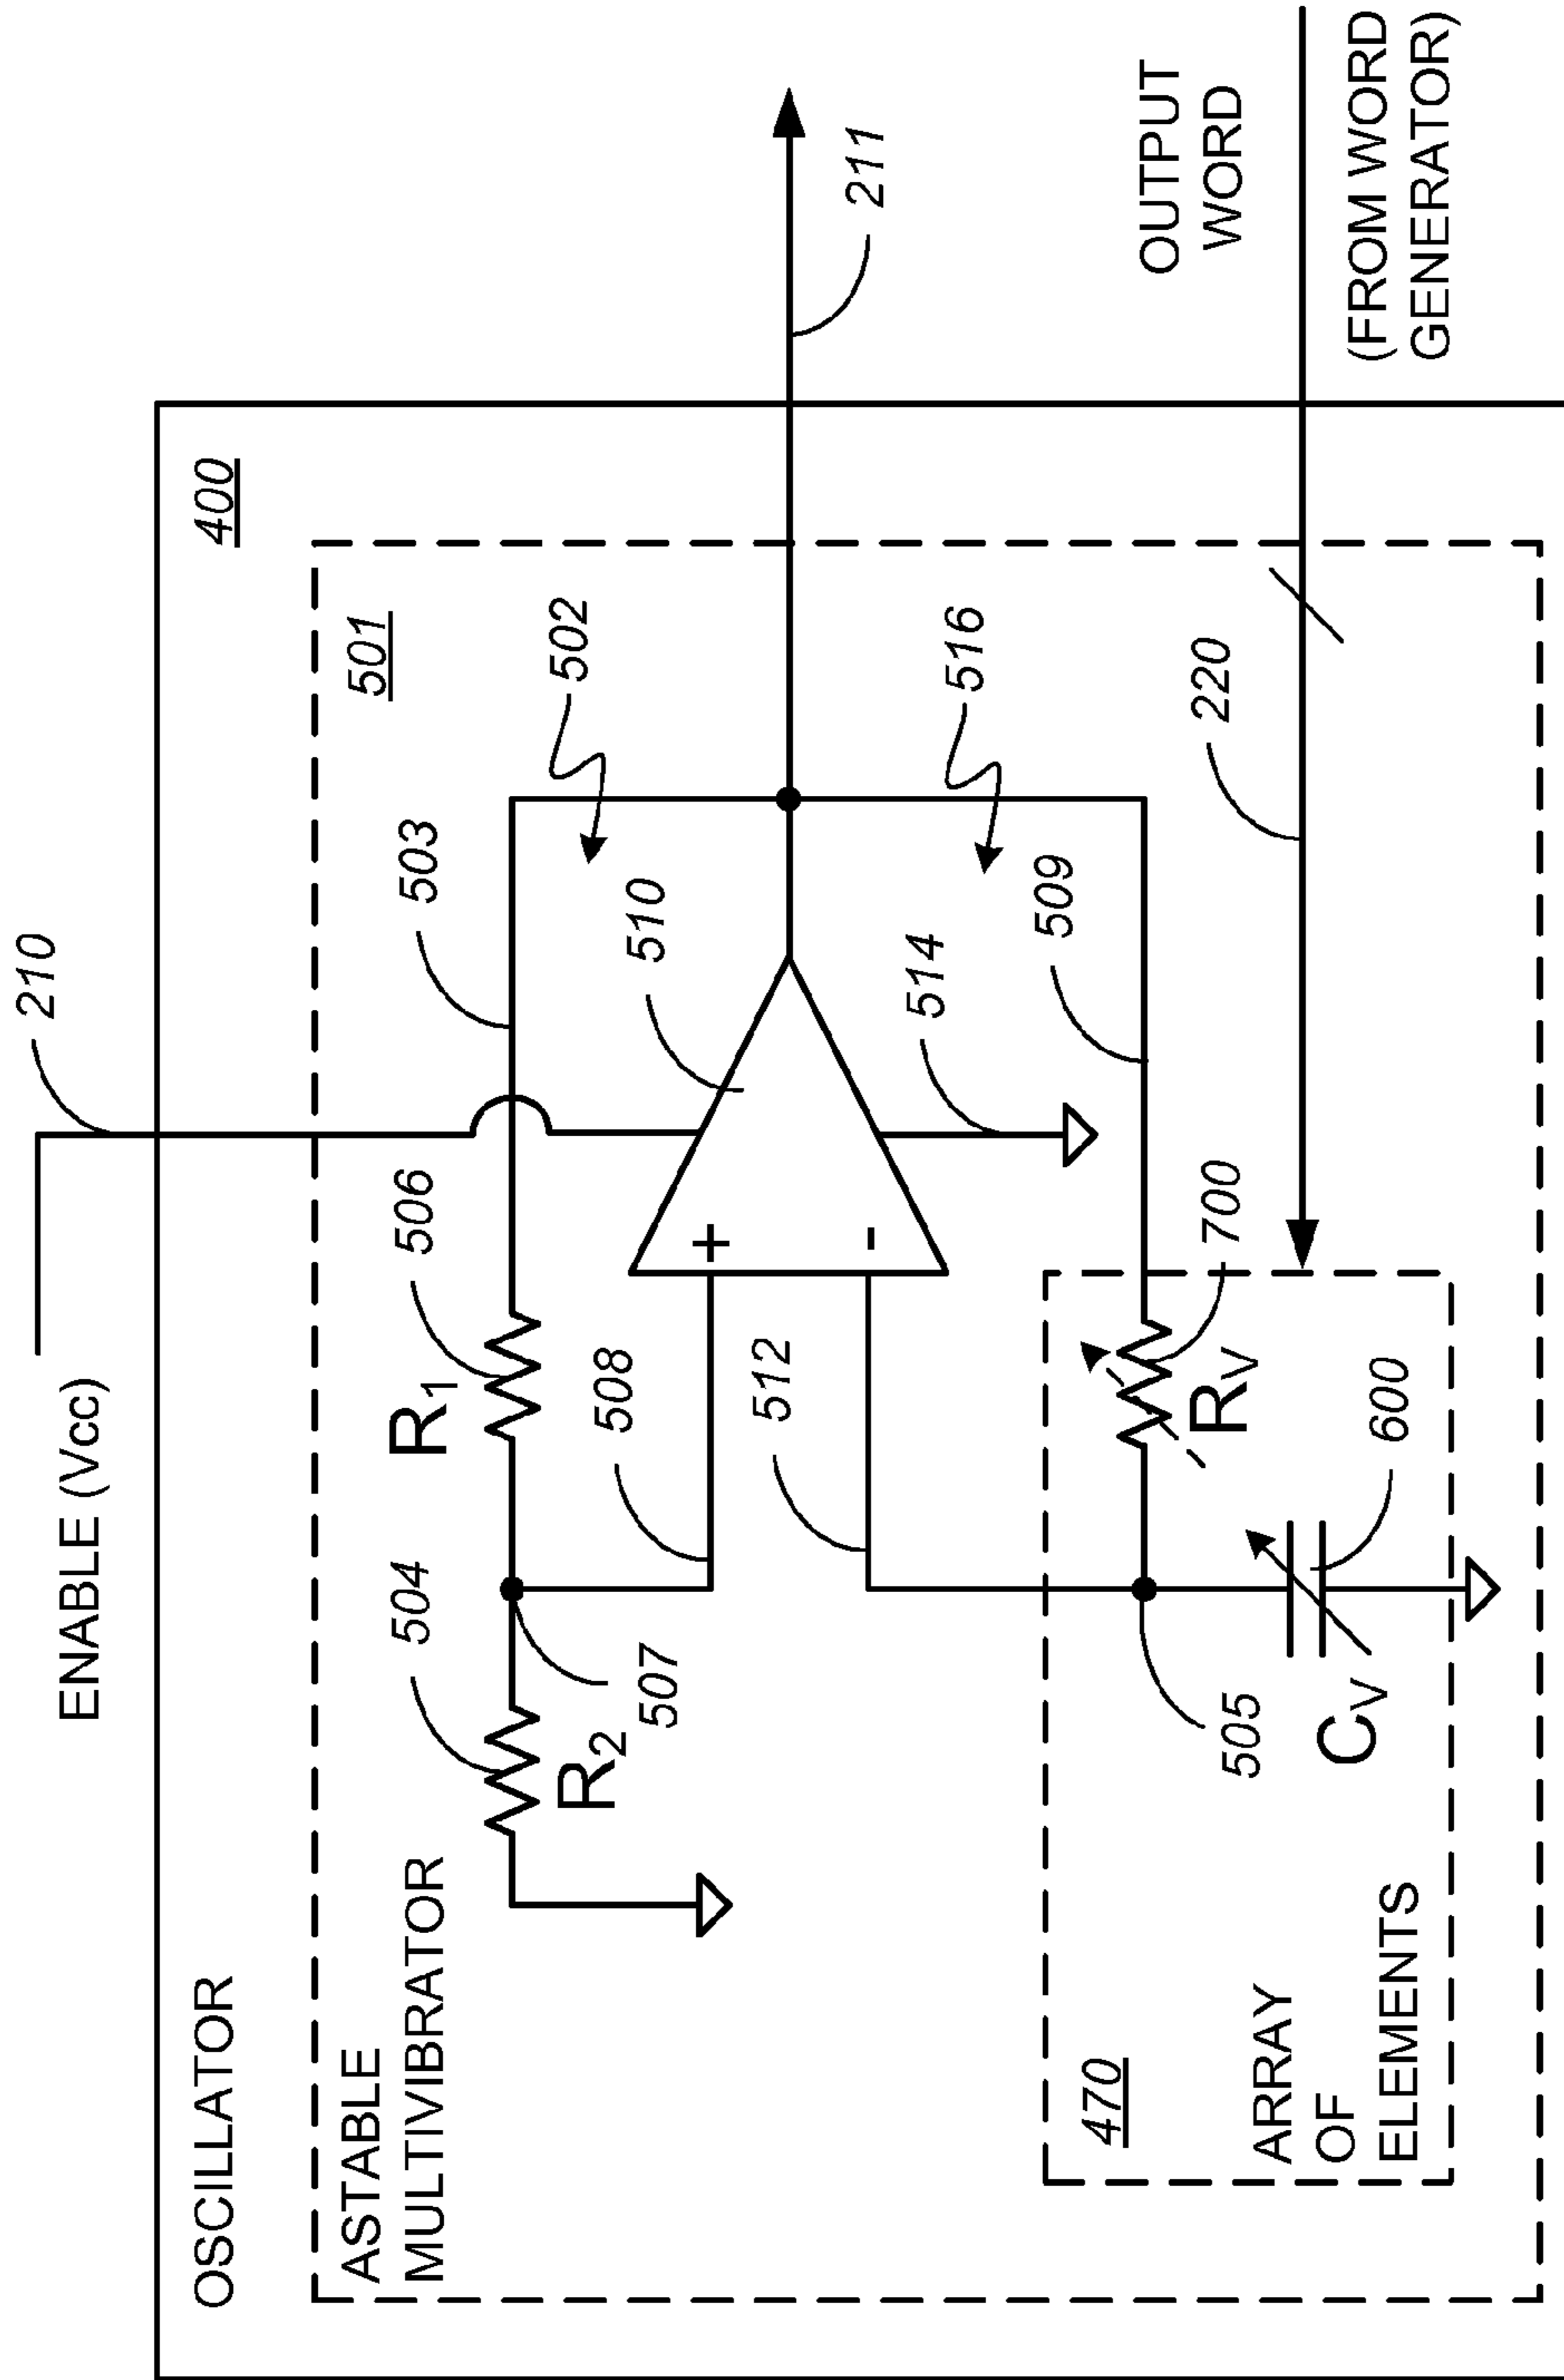 ENABLE (Vcc)
210
OSCILLATOR
400
ASTABLE
MULTIVIBRATOR
501
504
R2
507
R1
506
503
502
508
510
211
512
514
516
470
ARRAY
OF
ELEMENTS
505
CV
600
RV
700
509
220
OUTPUT
WORD
(FROM WORD
GENERATOR)
+
-